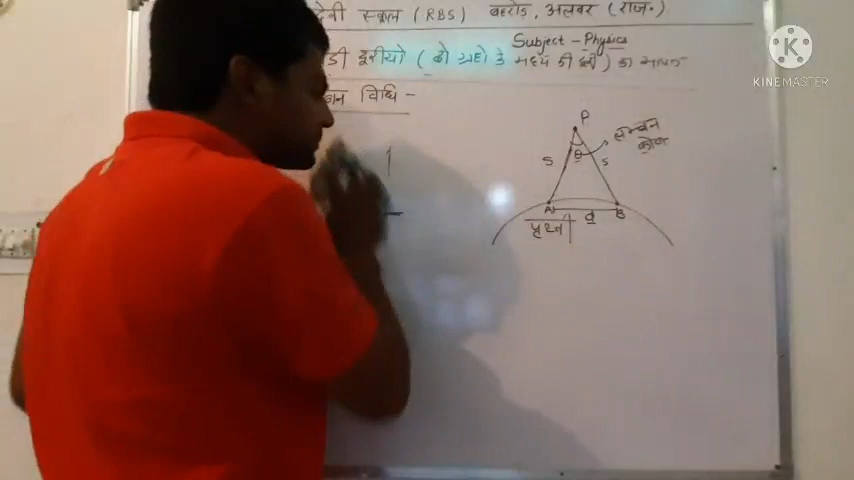 स्कूल (RBS) बहरोड, अलवर (राज.)
Subject - Physics
दूरीयो (दो ग्रहो के मध्य की दूरी) का मापन
विधि -
P
लम्बन
कोण
θ
S
S
A
B
d
पृथ्वी
KINEMASTER